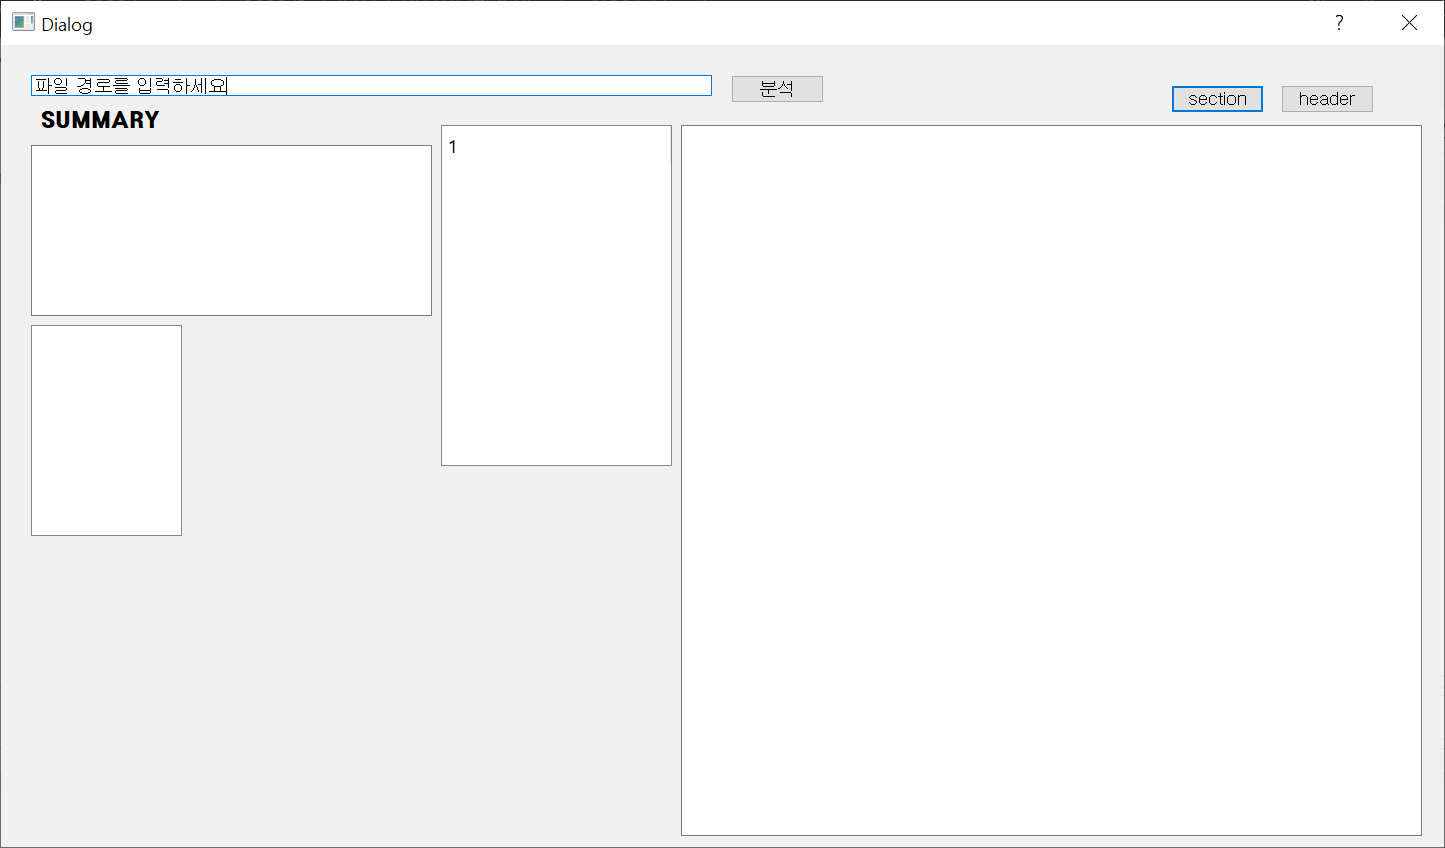 Dialog
?
파일 경로를 입력하세요
분석
section
header
SUMMARY
1